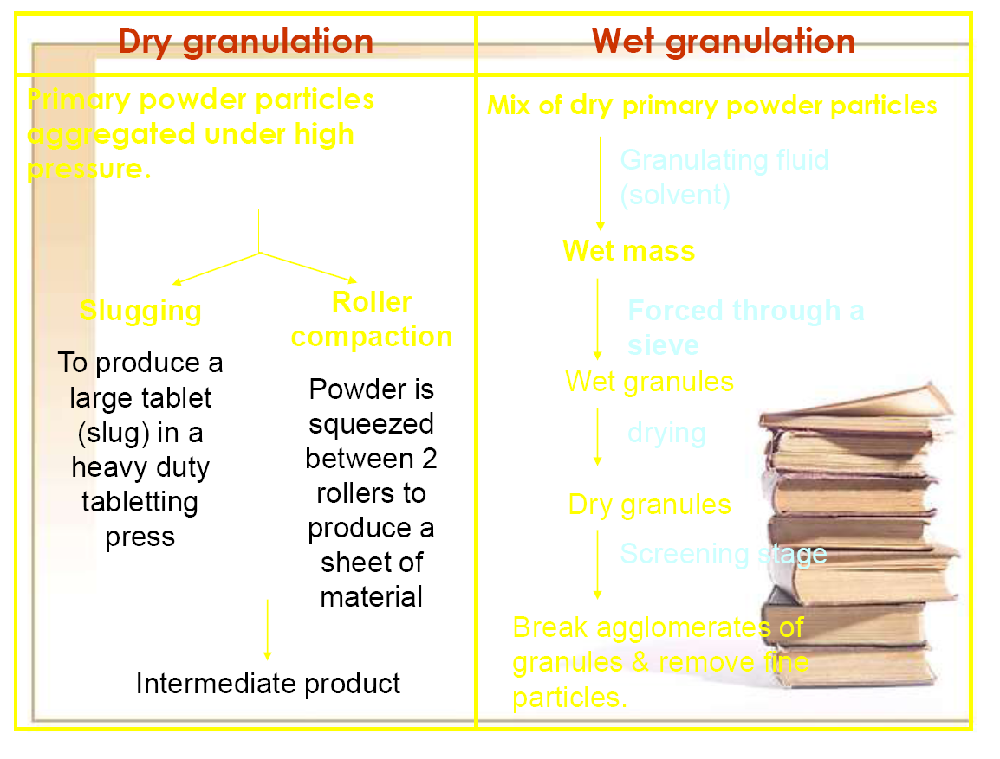 Dry granulation
Primary powder particles
aggregated under high
pressure.
Slugging
To produce a
large tablet
(slug) in a
heavy duty
tabletting
press
Roller
compaction
Powder is
squeezed
between 2
rollers to
produce a
sheet of
material
Intermediate product
Wet granulation
Mix of dry primary powder particles
Granulating fluid
(solvent)
Wet mass
Forced through a
sieve
Wet granules
drying
Dry granules
Screening stage
Break agglomerates of
granules & remove fine
particles.